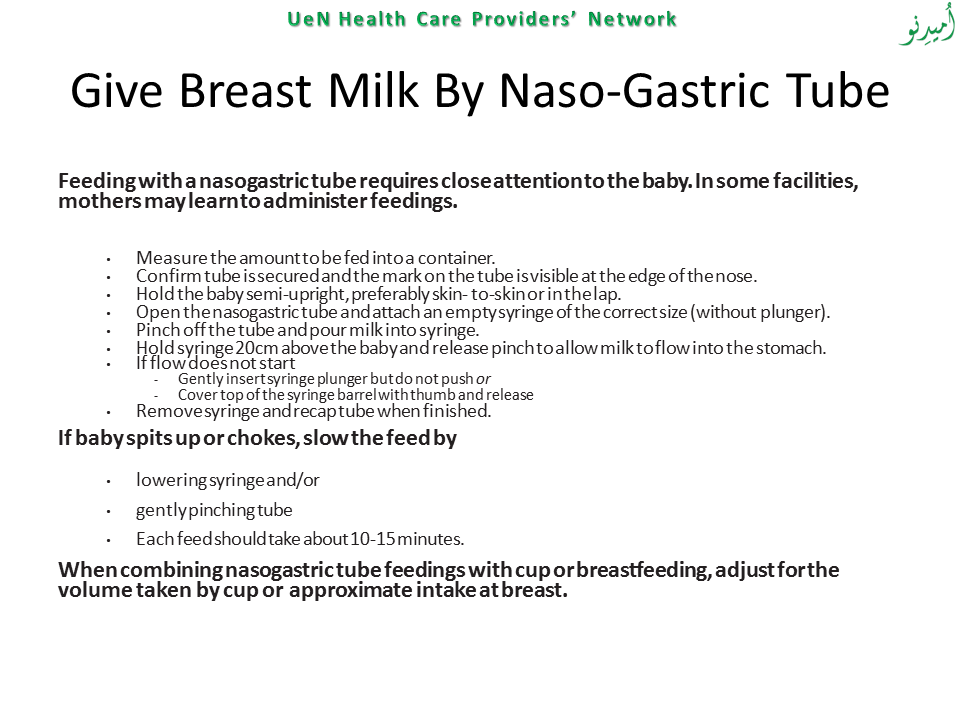 UeN Health Care Providers’ Network
اُمیدِنو
Give Breast Milk By Naso-Gastric Tube
Feeding with a nasogastric tube requires close attention to the baby. In some facilities,
mothers may learn to administer feedings.
• Measure the amount to be fed into a container.
• Confirm tube is secured and the mark on the tube is visible at the edge of the nose.
• Hold the baby semi-upright, preferably skin- to-skin or in the lap.
• Open the nasogastric tube and attach an empty syringe of the correct size (without plunger).
• Pinch off the tube and pour milk into syringe.
• Hold syringe 20cm above the baby and release pinch to allow milk to flow into the stomach.
• If flow does not start
- Gently insert syringe plunger but do not push or
- Cover top of the syringe barrel with thumb and release
• Remove syringe and recap tube when finished.
If baby spits up or chokes, slow the feed by
• lowering syringe and/or
• gently pinching tube
• Each feed should take about 10-15 minutes.
When combining nasogastric tube feedings with cup or breastfeeding, adjust for the
volume taken by cup or approximate intake at breast.